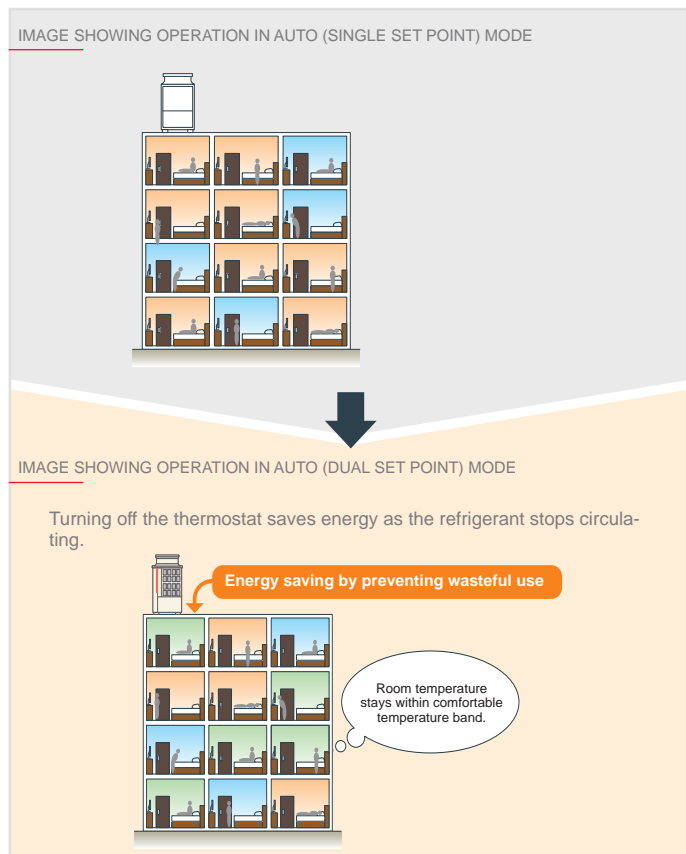 IMAGE SHOWING OPERATION IN AUTO (SINGLE SET POINT) MODE
IMAGE SHOWING OPERATION IN AUTO (DUAL SET POINT) MODE
Turning off the thermostat saves energy as the refrigerant stops circula-
ting.
Energy saving by preventing wasteful use
Room temperature
stays within comfortable
temperature band.